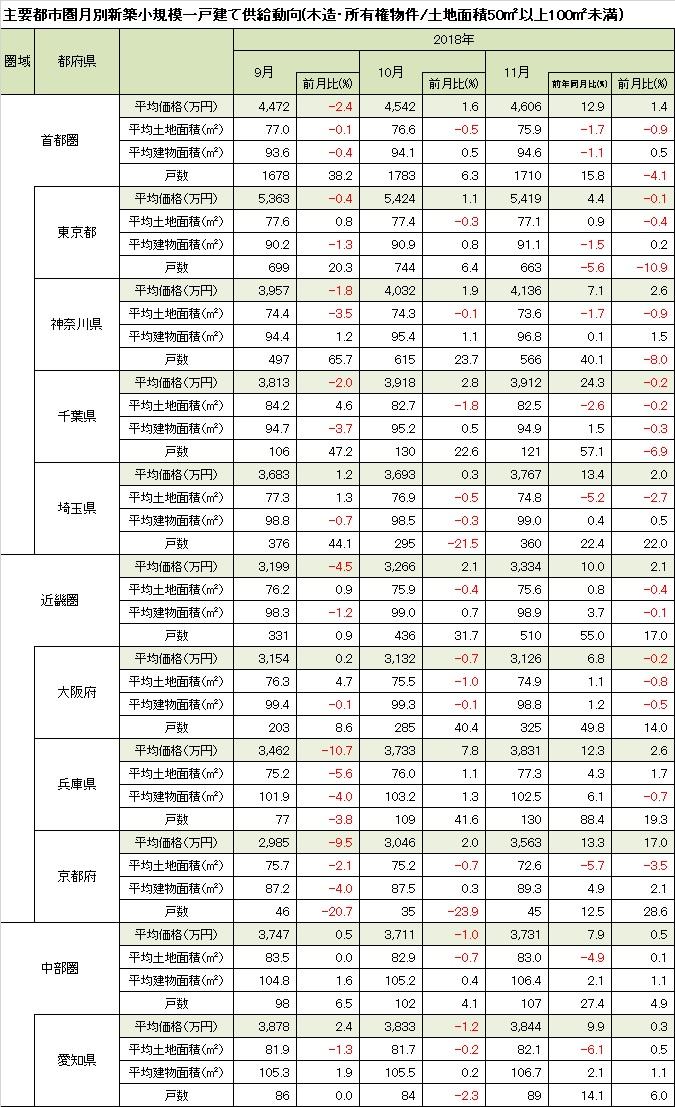 主要都市圏月別新築小規模一戸建て供給動向(木造・所有権物件/土地面積50㎡以上100㎡未満)
圏域 都府県 2018年
9月 前月比(%) 10月 前月比(%) 11月 前年同月比(%) 前月比(%)
首都圏
平均価格(万円) 4,472 -2.4 4,542 1.6 4,606 12.9 1.4
平均土地面積(㎡) 77.0 -0.1 76.6 -0.5 75.9 -1.7 -0.9
平均建物面積(㎡) 93.6 -0.4 94.1 0.5 94.6 -1.1 0.5
戸数 1678 38.2 1783 6.3 1710 15.8 -4.1
東京都
平均価格(万円) 5,363 -0.4 5,424 1.1 5,419 4.4 -0.1
平均土地面積(㎡) 77.6 0.8 77.4 -0.3 77.1 0.9 -0.4
平均建物面積(㎡) 90.2 -1.3 90.9 0.8 91.1 -1.5 0.2
戸数 699 20.3 744 6.4 663 -5.6 -10.9
神奈川県
平均価格(万円) 3,957 -1.8 4,032 1.9 4,136 7.1 2.6
平均土地面積(㎡) 74.4 -3.5 74.3 -0.1 73.6 -1.7 -0.9
平均建物面積(㎡) 94.4 1.2 95.4 1.1 96.8 0.1 1.5
戸数 497 65.7 615 23.7 566 40.1 -8.0
千葉県
平均価格(万円) 3,813 -2.0 3,918 2.8 3,912 24.3 -0.2
平均土地面積(㎡) 84.2 4.6 82.7 -1.8 82.5 -2.6 -0.2
平均建物面積(㎡) 94.7 -3.7 95.2 0.5 94.9 1.5 -0.3
戸数 106 47.2 130 22.6 121 57.1 -6.9
埼玉県
平均価格(万円) 3,683 1.2 3,693 0.3 3,767 13.4 2.0
平均土地面積(㎡) 77.3 1.3 76.9 -0.5 74.8 -5.2 -2.7
平均建物面積(㎡) 98.8 -0.7 98.5 -0.3 99.0 0.4 0.5
戸数 376 44.1 295 -21.5 360 22.4 22.0
近畿圏
平均価格(万円) 3,199 -4.5 3,266 2.1 3,334 10.0 2.1
平均土地面積(㎡) 76.2 0.9 75.9 -0.4 75.6 0.8 -0.4
平均建物面積(㎡) 98.3 -1.2 99.0 0.7 98.9 3.7 -0.1
戸数 331 0.9 436 31.7 510 55.0 17.0
大阪府
平均価格(万円) 3,154 0.2 3,132 -0.7 3,126 6.8 -0.2
平均土地面積(㎡) 76.3 4.7 75.5 -1.0 74.9 1.1 -0.8
平均建物面積(㎡) 99.4 -0.1 99.3 -0.1 98.8 1.2 -0.5
戸数 203 8.6 285 40.4 325 49.8 14.0
兵庫県
平均価格(万円) 3,462 -10.7 3,733 7.8 3,831 12.3 2.6
平均土地面積(㎡) 75.2 -5.6 76.0 1.1 77.3 4.3 1.7
平均建物面積(㎡) 101.9 -4.0 103.2 1.3 102.5 6.1 -0.7
戸数 77 -3.8 109 41.6 130 88.4 19.3
京都府
平均価格(万円) 2,985 -9.5 3,046 2.0 3,563 13.3 17.0
平均土地面積(㎡) 75.7 -2.1 75.2 -0.7 72.6 -5.7 -3.5
平均建物面積(㎡) 87.2 -4.0 87.5 0.3 89.3 4.9 2.1
戸数 46 -20.7 35 -23.9 45 12.5 28.6
中部圏
平均価格(万円) 3,747 0.5 3,711 -1.0 3,731 7.9 0.5
平均土地面積(㎡) 83.5 0.0 82.9 -0.7 83.0 -4.9 0.1
平均建物面積(㎡) 104.8 1.6 105.2 0.4 106.4 2.1 1.1
戸数 98 6.5 102 4.1 107 27.4 4.9
愛知県
平均価格(万円) 3,878 2.4 3,833 -1.2 3,844 9.9 0.3
平均土地面積(㎡) 81.9 -1.3 81.7 -0.2 82.1 -6.1 0.5
平均建物面積(㎡) 105.3 1.9 105.5 0.2 106.7 2.1 1.1
戸数 86 0.0 84 -2.3 89 14.1 6.0